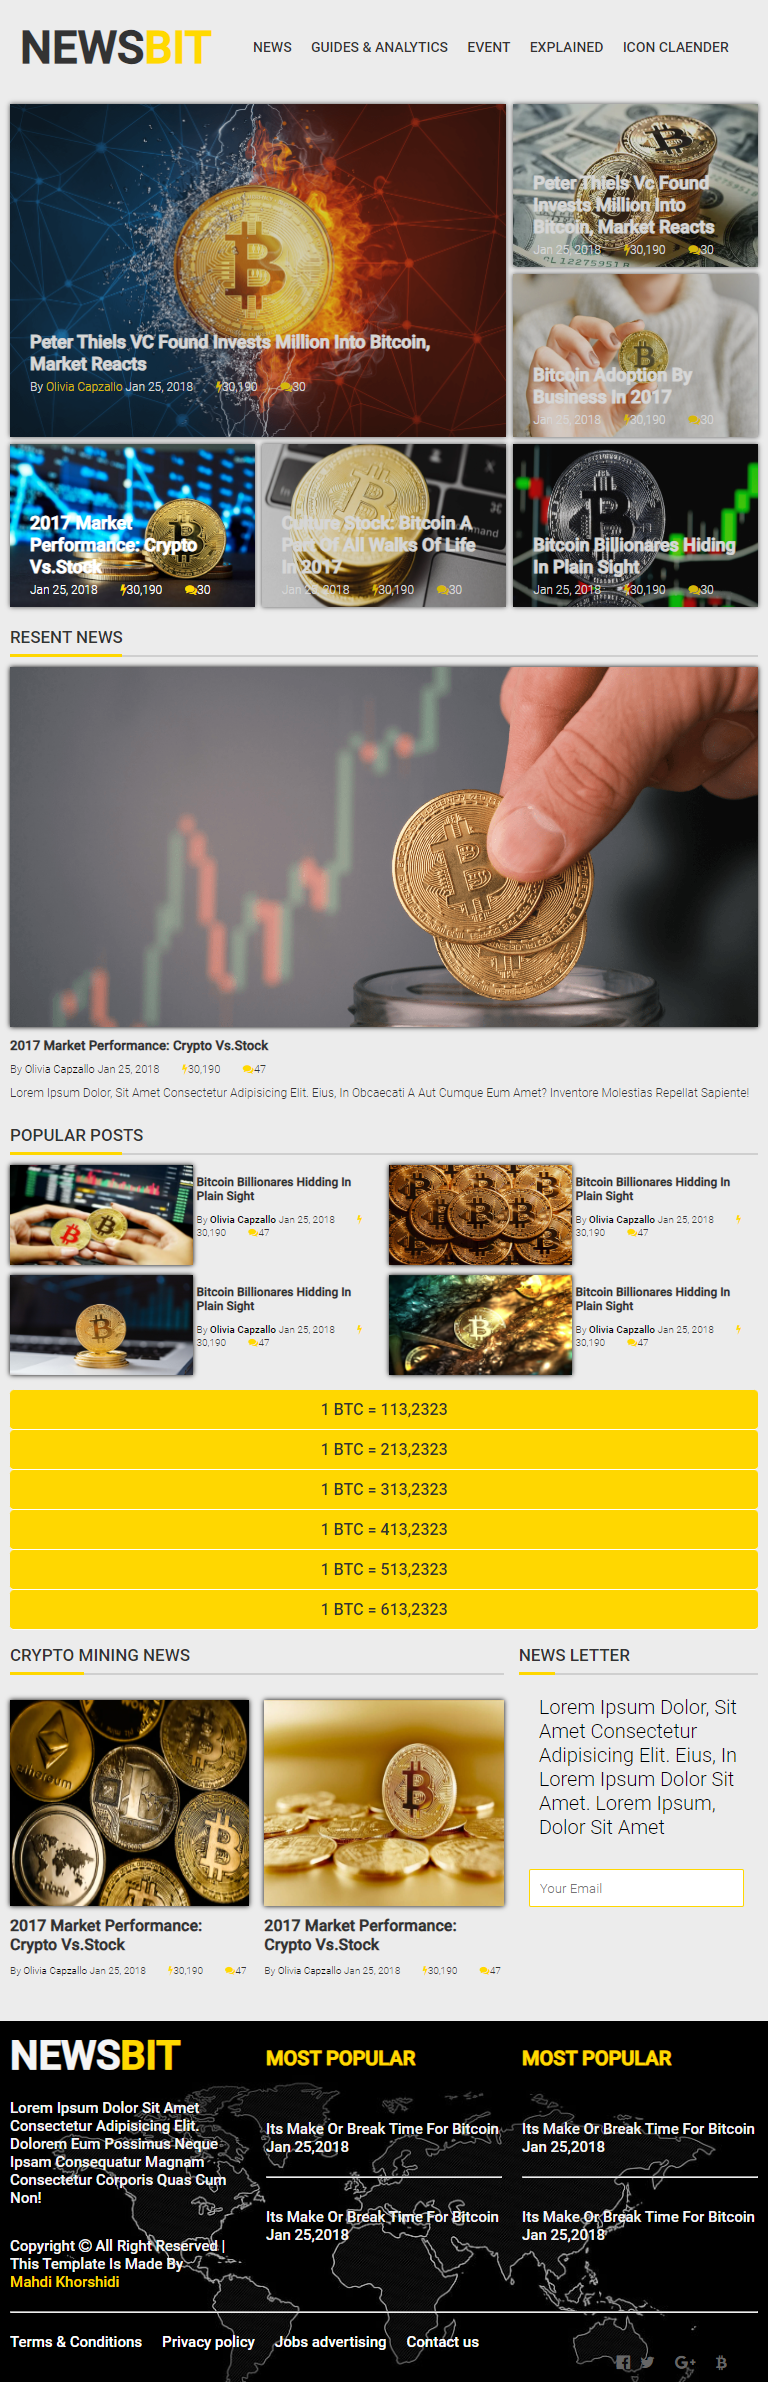 NEWSBIT
NEWS GUIDES & ANALYTICS EVENT EXPLAINED ICON CLAENDER
Peter Thiels VC Found Invests Million Into Bitcoin,
Market Reacts
By Olivia Capzallo Jan 25, 2018 30,190 30
Peter Thiels Vc Found
Invests Million Into
Bitcoin, Market Reacts
Jan 25, 2018 30,190 30
Bitcoin Adoption By
Business In 2017
Jan 25, 2018 30,190 30
2017 Market
Performance: Crypto
Vs.Stock
Jan 25, 2018 30,190 30
Culture Stock: Bitcoin A
Part Of All Walks Of Life
In 2017
Jan 25, 2018 30,190 30
Bitcoin Billionares Hiding
In Plain Sight
Jan 25, 2018 30,190 30
RESENT NEWS
2017 Market Performance: Crypto Vs.Stock
By Olivia Capzallo Jan 25, 2018 30,190 47
Lorem Ipsum Dolor, Sit Amet Consectetur Adipisicing Elit. Eius, In Obcaecati A Aut Cumque Eum Amet? Inventore Molestias Repellat Sapiente!
POPULAR POSTS
Bitcoin Billionares Hidding In
Plain Sight
By Olivia Capzallo Jan 25, 2018
30,190 47
Bitcoin Billionares Hidding In
Plain Sight
By Olivia Capzallo Jan 25, 2018
30,190 47
Bitcoin Billionares Hidding In
Plain Sight
By Olivia Capzallo Jan 25, 2018
30,190 47
Bitcoin Billionares Hidding In
Plain Sight
By Olivia Capzallo Jan 25, 2018
30,190 47
1 BTC = 113,2323
1 BTC = 213,2323
1 BTC = 313,2323
1 BTC = 413,2323
1 BTC = 513,2323
1 BTC = 613,2323
CRYPTO MINING NEWS
2017 Market Performance:
Crypto Vs.Stock
By Olivia Capzallo Jan 25, 2018 30,190 47
2017 Market Performance:
Crypto Vs.Stock
By Olivia Capzallo Jan 25, 2018 30,190 47
NEWS LETTER
Lorem Ipsum Dolor, Sit
Amet Consectetur
Adipisicing Elit. Eius, In
Lorem Ipsum Dolor Sit
Amet. Lorem Ipsum,
Dolor Sit Amet
Your Email
NEWSBIT
Lorem Ipsum Dolor Sit Amet
Consectetur Adipisicing Elit.
Dolorem Eum Possimus Neque
Ipsam Consequatur Magnam
Consectetur Corporis Quas Cum
Non!
Copyright © All Right Reserved |
This Template Is Made By
Mahdi Khorshidi
MOST POPULAR
Its Make Or Break Time For Bitcoin
Jan 25,2018
Its Make Or Break Time For Bitcoin
Jan 25,2018
MOST POPULAR
Its Make Or Break Time For Bitcoin
Jan 25,2018
Its Make Or Break Time For Bitcoin
Jan 25,2018
Terms & Conditions Privacy policy Jobs advertising Contact us